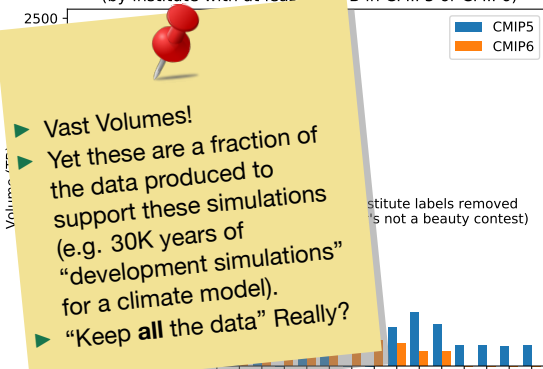 2500
CMIP5
CMIP6
Vast Volumes!
Yet these are a fraction of
the data produced to
support these simulations
(e.g. 30K years of
“development simulations”
for a climate model).
“Keep all the data” Really?
stitute labels removed
's not a beauty contest)